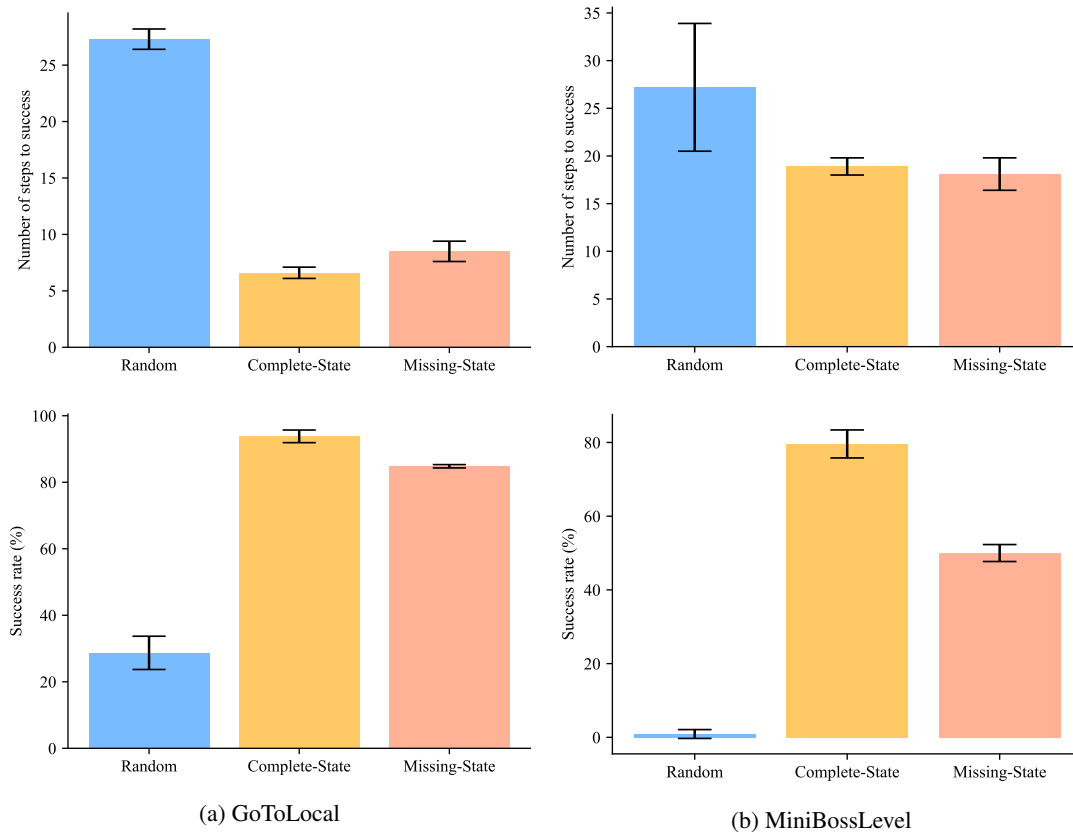 Number of steps to success
25
20
15
10
5
0
Random Complete-State Missing-State
Number of steps to success
35
30
25
20
15
10
5
0
Random Complete-State Missing-State
Success rate (%)
100
80
60
40
20
0
Random Complete-State Missing-State
(a) GoToLocal
Success rate (%)
80
60
40
20
0
Random Complete-State Missing-State
(b) MiniBossLevel